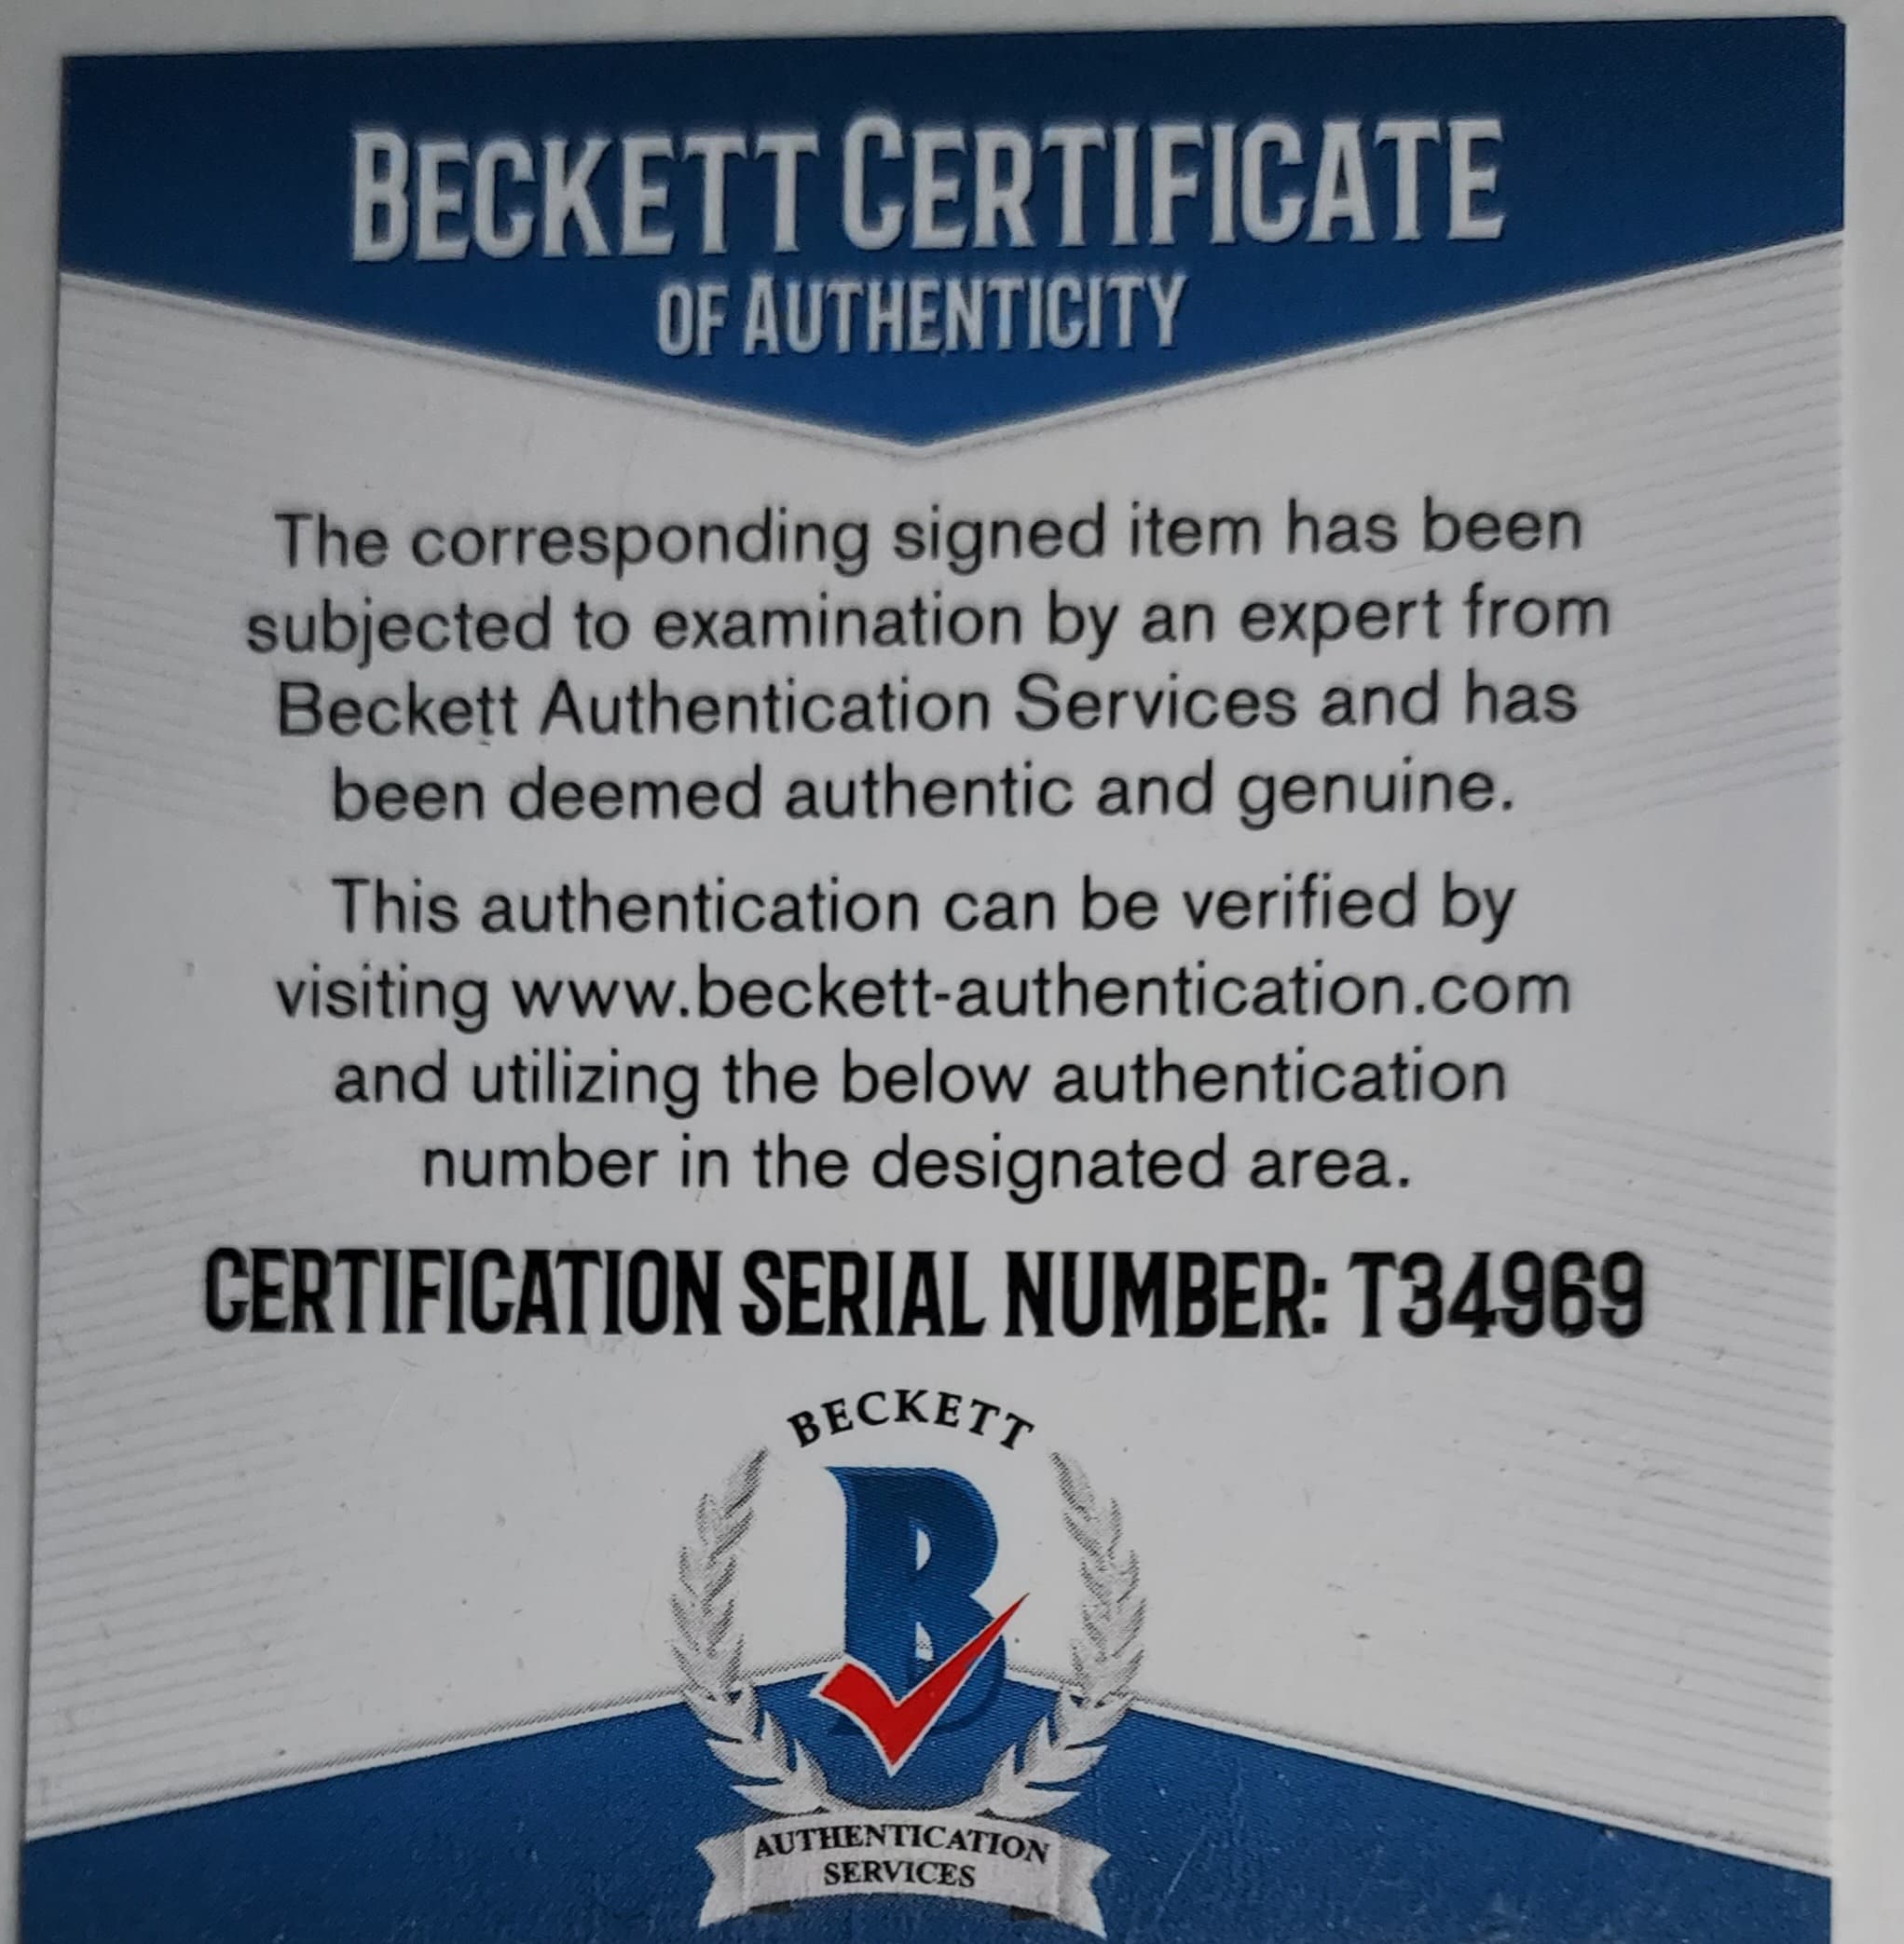 BECKETT CERTIFICATE
OF AUTHENTICITY
The corresponding signed item has been
subjected to examination by an expert from
Beckett Authentication Services and has
been deemed authentic and genuine.
This authentication can be verified by
visiting www.beckett-authentication.com
and utilizing the below authentication
number in the designated area.
CERTIFICATION SERIAL NUMBER: T34969
BECKETT
B
AUTHENTICATION
SERVICES